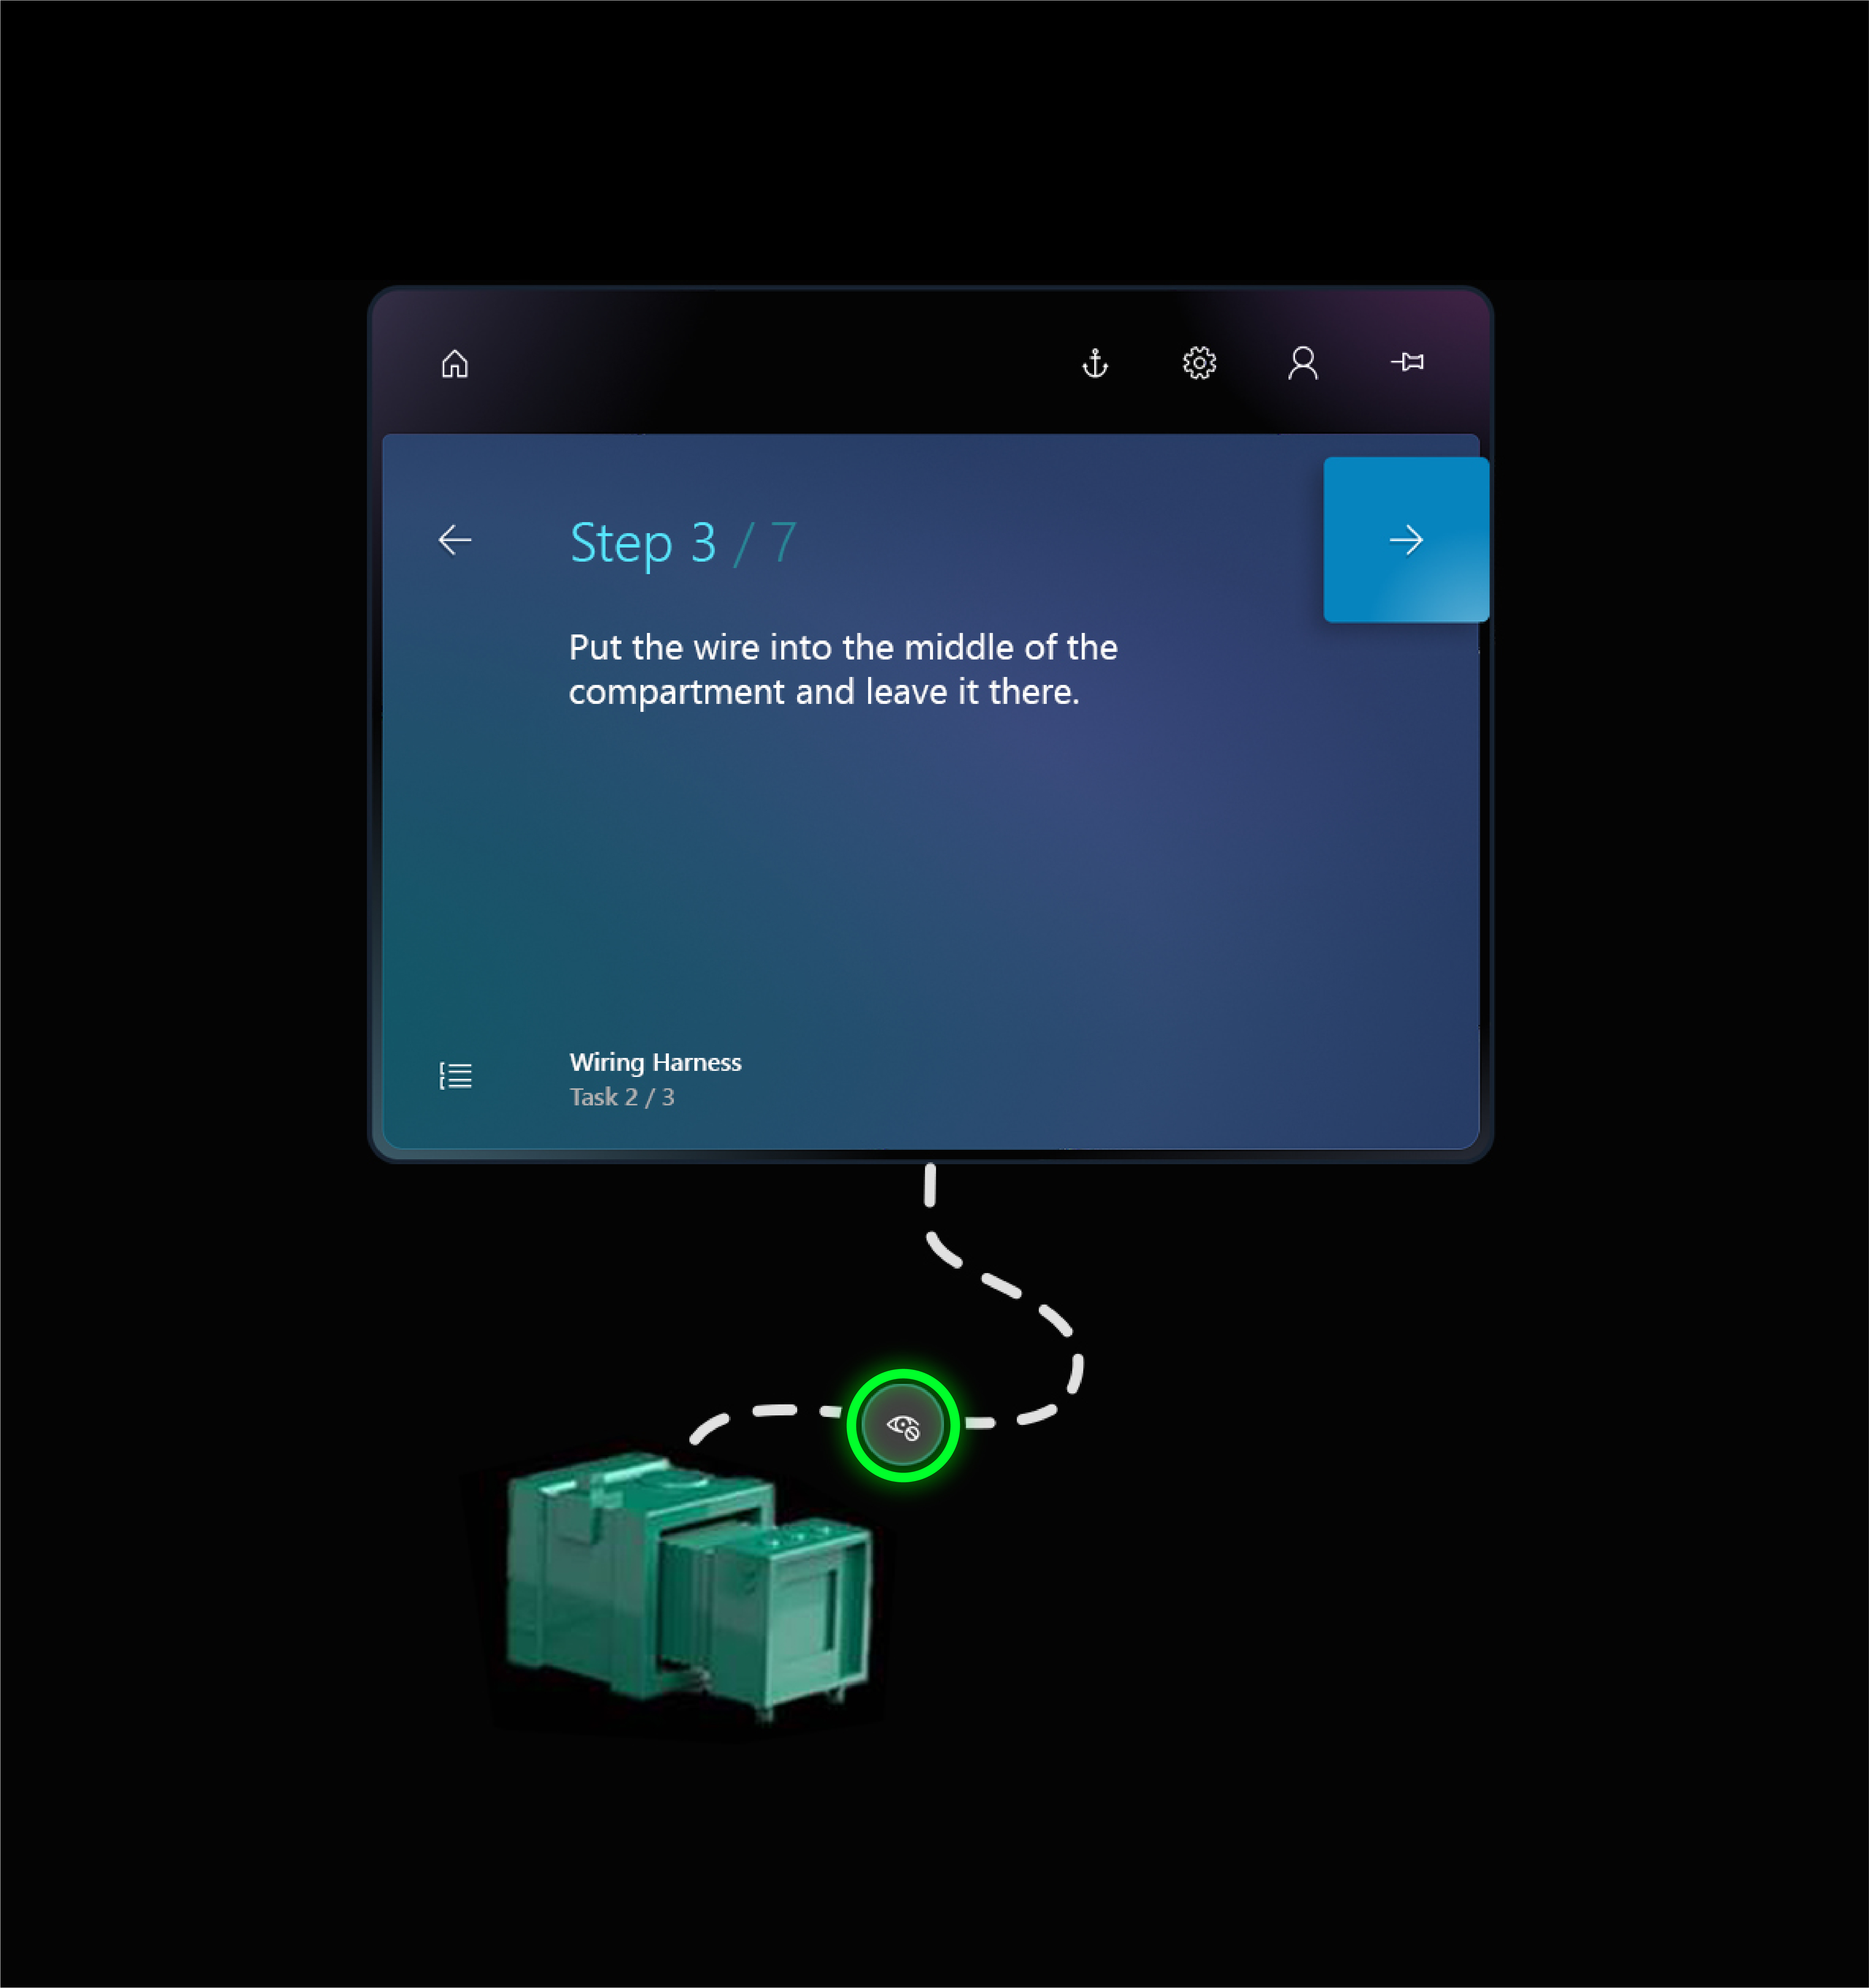 Step 3 / 7
Put the wire into the middle of the
compartment and leave it there.
Wiring Harness
Task 2 / 3